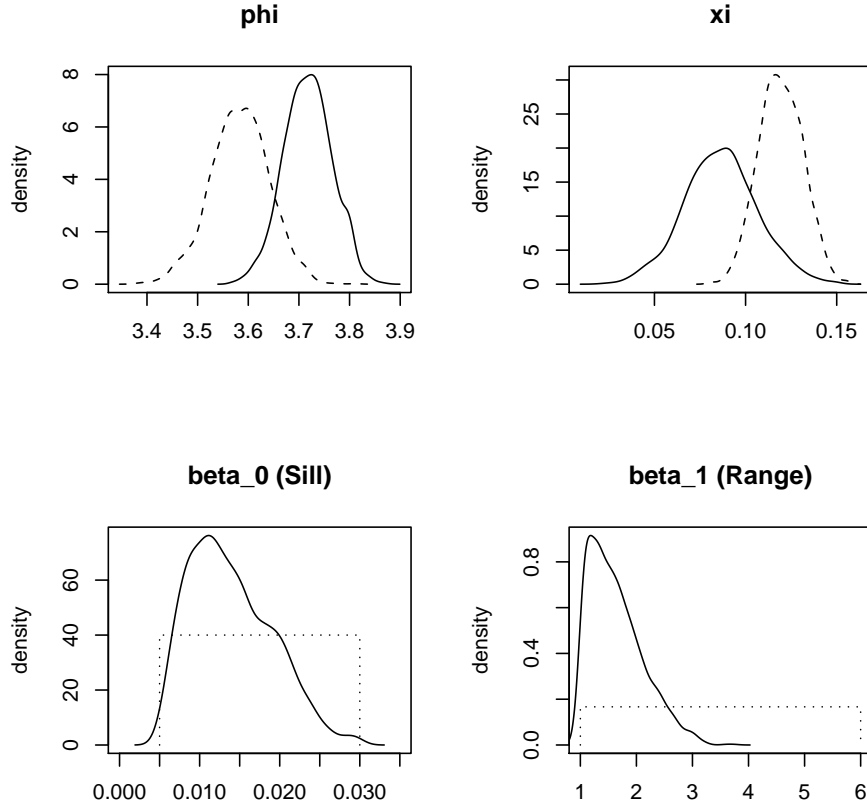 phi
xi
density
8
6
4
2
0
3.4 3.5 3.6 3.7 3.8 3.9
density
25
15
5
0
0.05 0.10 0.15
beta_0 (Sill)
beta_1 (Range)
density
60
40
20
0
0.000 0.010 0.020 0.030
density
0.8
0.4
0.0
1 2 3 4 5 6